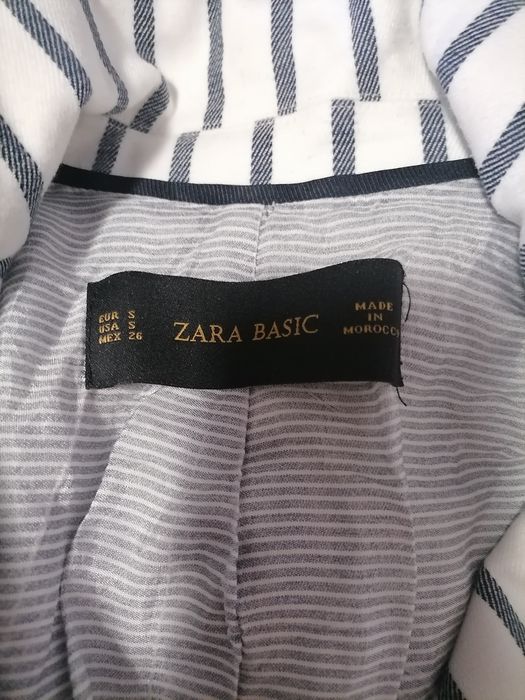 EUR S
USA S
MEX 26
ZARA BASIC
MADE
IN
MOROCCO